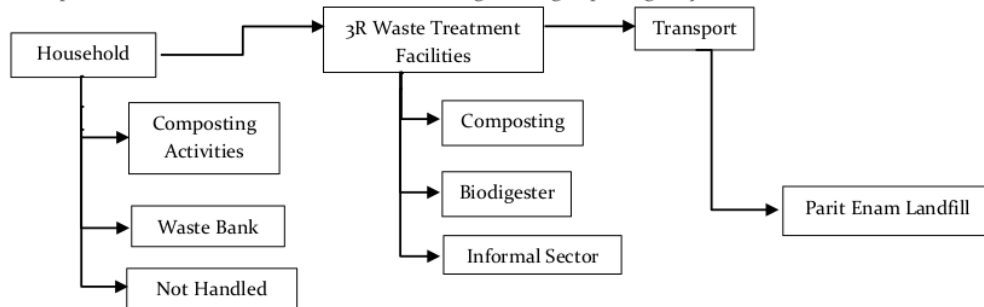 Household
3R Waste Treatment
Facilities
Transport
Composting
Activities
Waste Bank
Not Handled
Composting
Biodigester
Informal Sector
Parit Enam Landfill